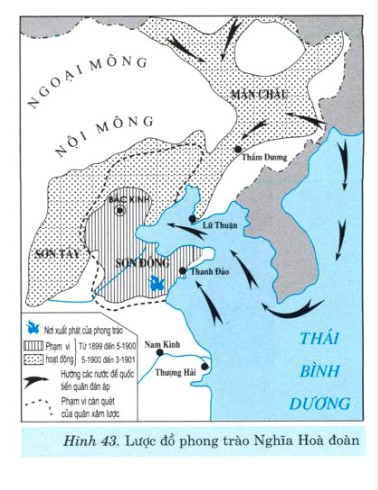 NGOẠI MÔNG
NỘI MÔNG
MÃN CHÂU
Thẩm Dương
BẮC KINH
Lữ Thuận
SƠN TÂY
SƠN ĐÔNG
Thanh Đảo
Nơi xuất phát của phong trào
Phạm vi hoạt động
Từ 1899 đến 5-1900
5-1900 đến 3-1901
Hướng các nước đế quốc
tiến quân đàn áp
Phạm vi càn quét
của quân xâm lược
Nam Kinh
Thượng Hải
THÁI
BÌNH
DƯƠNG
Hình 43. Lược đồ phong trào Nghĩa Hoà đoàn